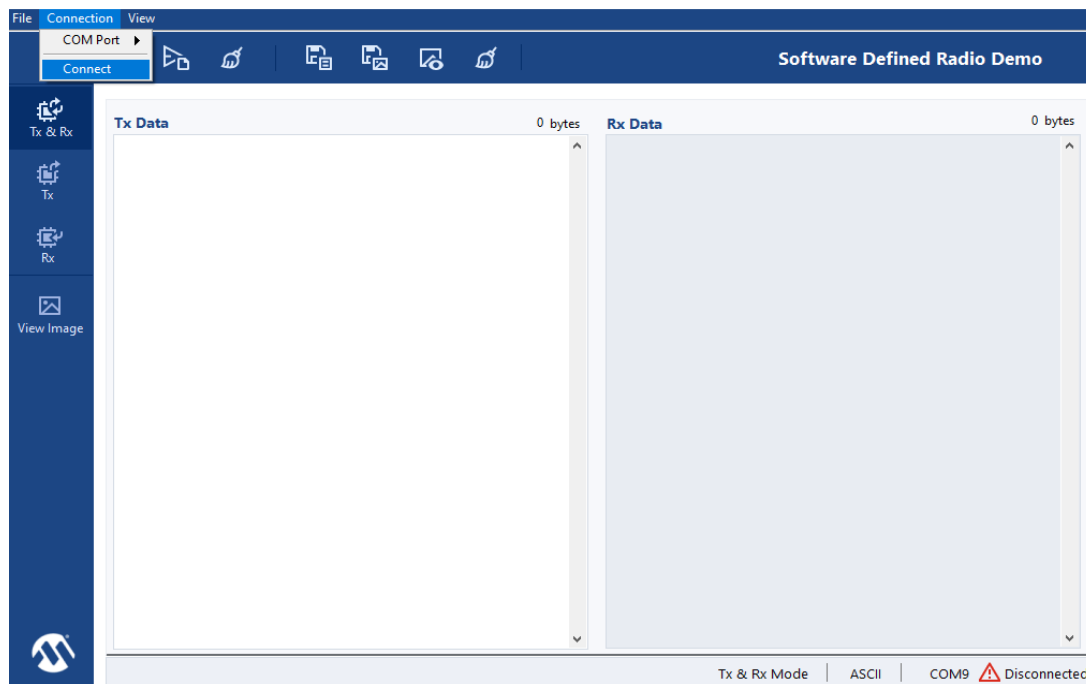 File Connection View
COM Port
Connect
Software Defined Radio Demo
Tx & Rx
Tx
Rx
View Image
Tx Data 0 bytes
Rx Data 0 bytes
Tx & Rx Mode ASCII COM9 Disconnected